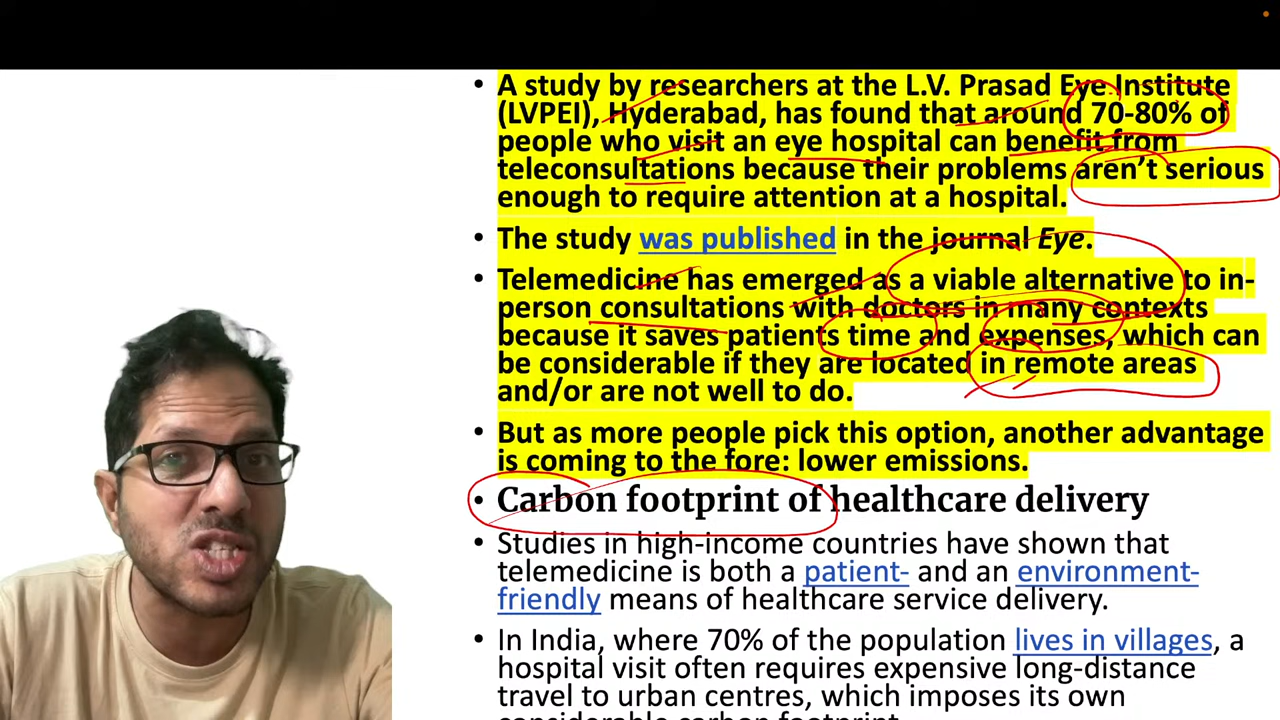 • A study by researchers at the L.V. Prasad Eye Institute
(LVPEI), Hyderabad, has found that around 70-80% of
people who visit an eye hospital can benefit from
teleconsultations because their problems aren’t serious
enough to require attention at a hospital.
• The study was published in the journal Eye.
• Telemedicine has emerged as a viable alternative to in-
person consultations with doctors in many contexts
because it saves patients time and expenses, which can
be considerable if they are located in remote areas
and/or are not well to do.
• But as more people pick this option, another advantage
is coming to the fore: lower emissions.
• Carbon footprint of healthcare delivery
• Studies in high-income countries have shown that
telemedicine is both a patient- and an environment-
friendly means of healthcare service delivery.
• In India, where 70% of the population lives in villages, a
hospital visit often requires expensive long-distance
travel to urban centres, which imposes its own
considerable carbon footprint.